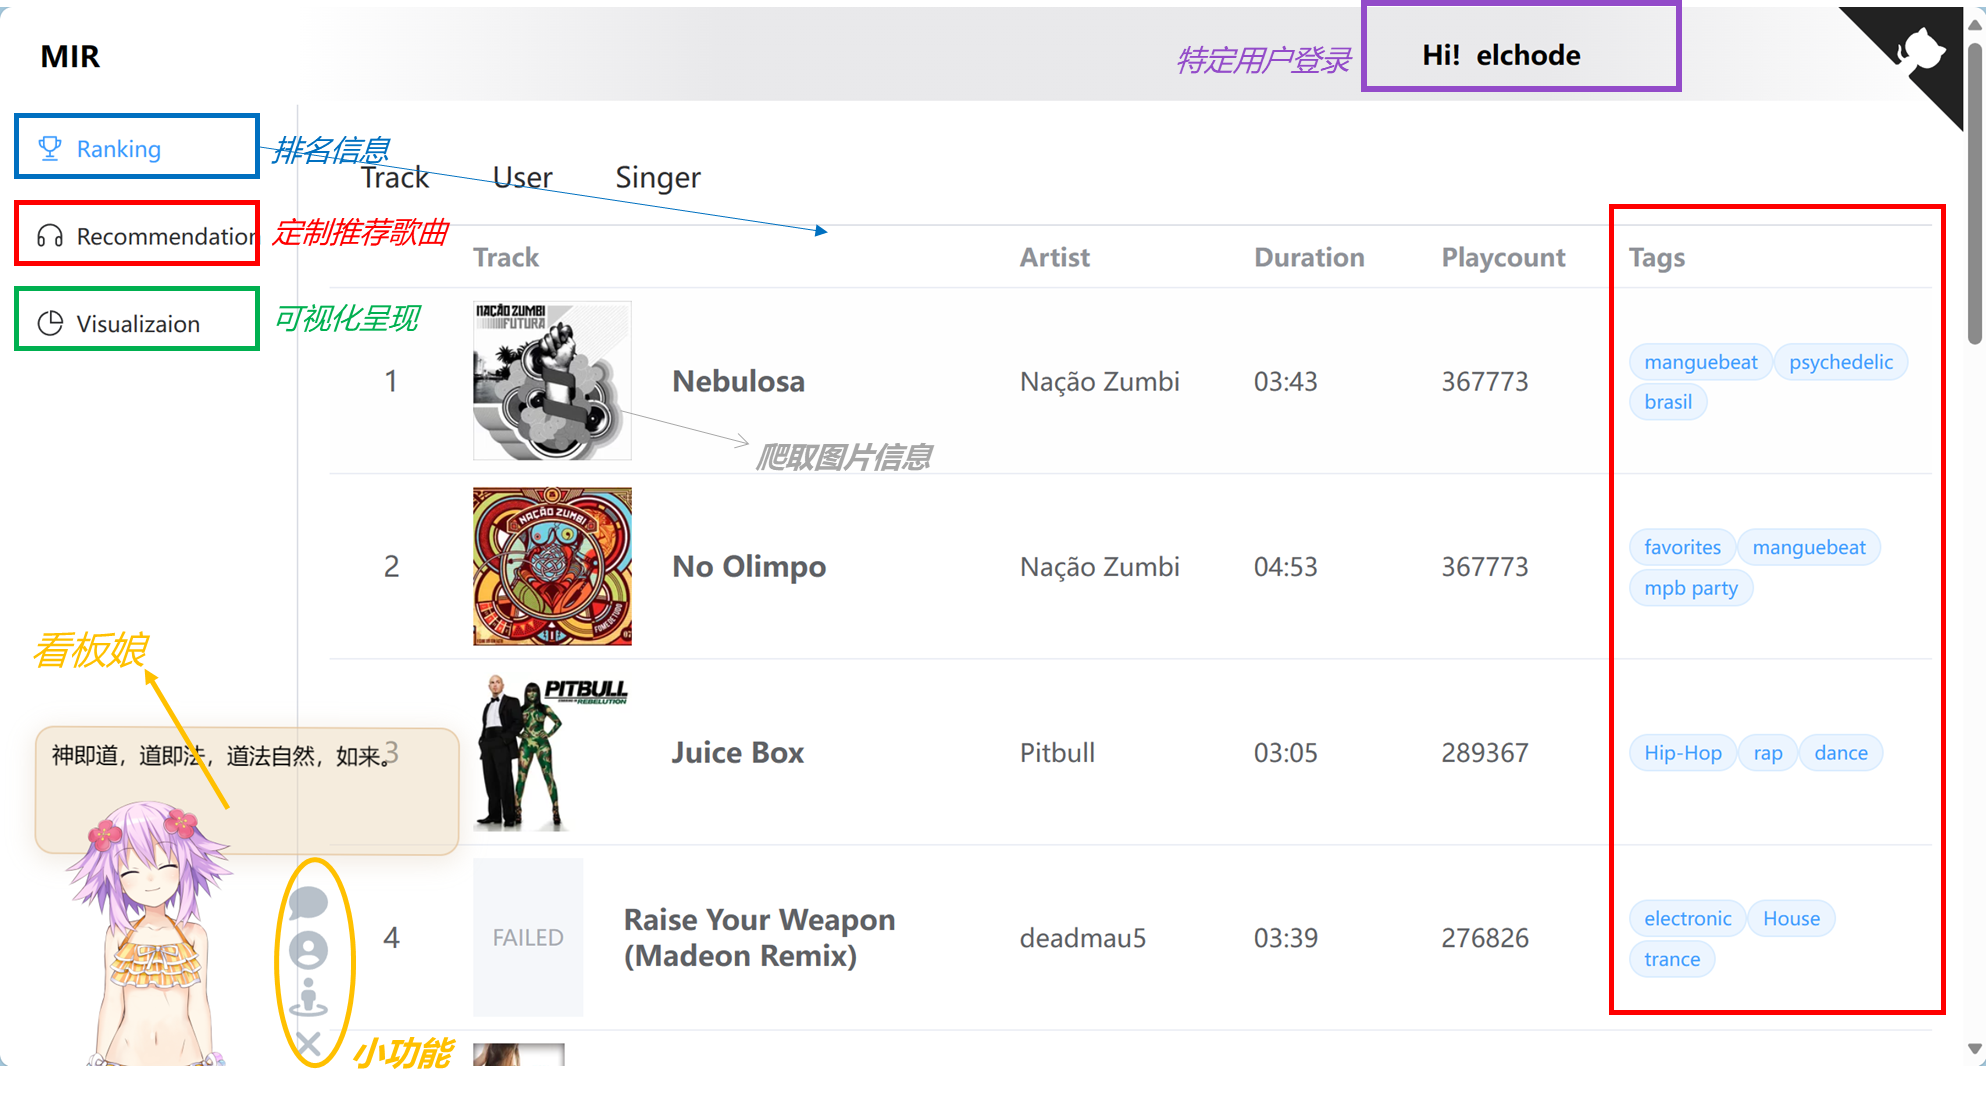 MIR
特定用户登录
Hi! elchode
Ranking
排名信息
Recommendation
定制推荐歌曲
Visualizaion
可视化呈现
Track User Singer
Track Artist Duration Playcount Tags
NAÇÃO ZUMBI
FUTURA
1 Nebulosa Nação Zumbi 03:43 367773 manguebeat psychedelic
brasil
爬取图片信息
NAÇÃO ZUMBI
FOME DE TUDO
2 No Olimpo Nação Zumbi 04:53 367773 favorites manguebeat
mpb party
看板娘
神即道，道即法，道法自然，如来。
PITBULL
REBELUTION
3 Juice Box Pitbull 03:05 289367 Hip-Hop rap dance
4 FAILED Raise Your Weapon
(Madeon Remix) deadmau5 03:39 276826 electronic House
trance
小功能